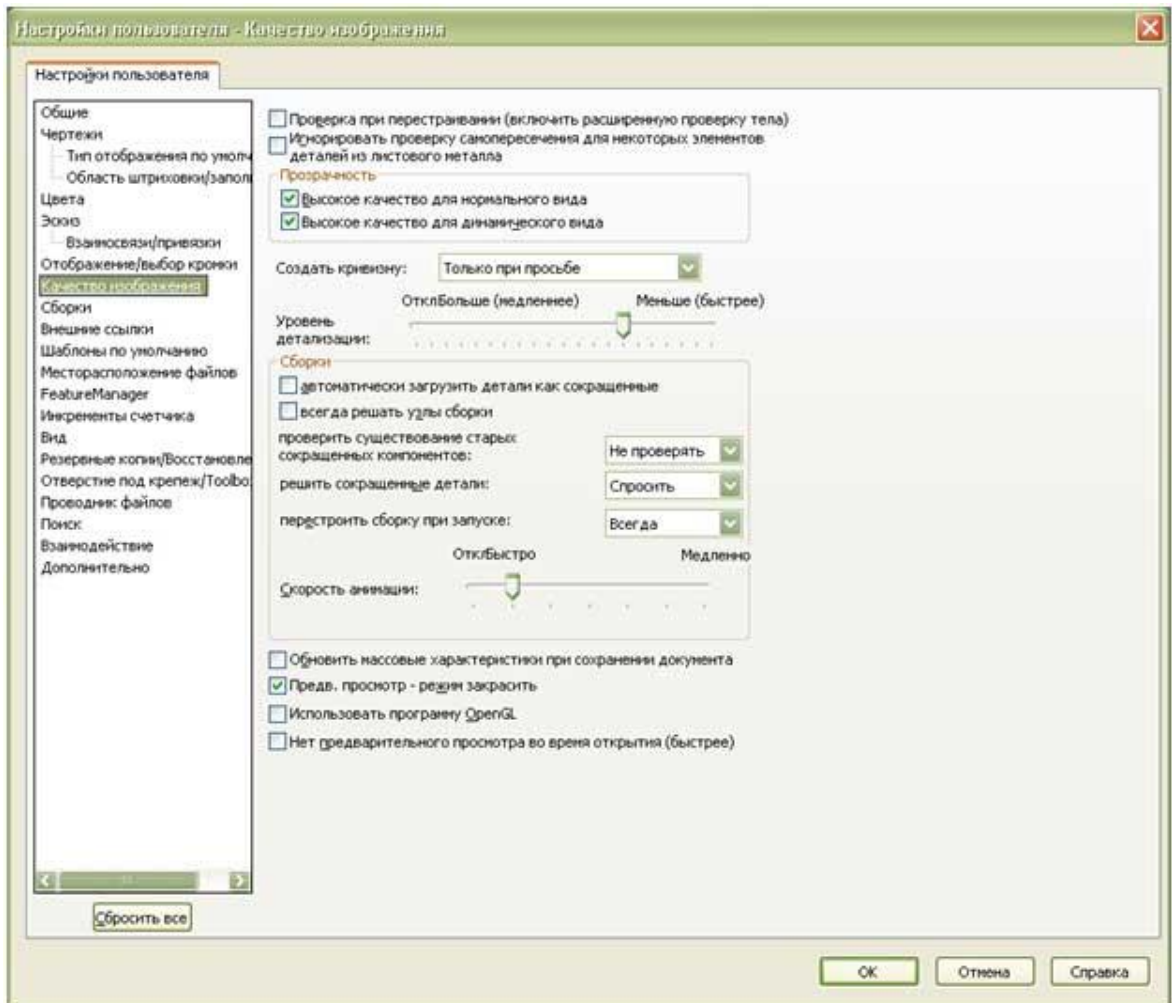 Настройки пользователя - Качество изображения
Настройки пользователя
Общие
Чертежи
Тип отображения по умолч
Область штриховки/запол
Цвета
Эскиз
Взаимосвязи/привязки
Отображение/выбор кромки
Качество изображения
Сборки
Внешние ссылки
Шаблоны по умолчанию
Месторасположение файлов
FeatureManager
Инкременты счетчика
Вид
Резервные копии/Восстановле
Отверстие под крепеж/Toolbo
Проводник файлов
Поиск
Взаимодействие
Дополнительно
Сбросить все
Проверка при перестраивании (включить расширенную проверку тела)
Игнорировать проверку самопересечения для некоторых элементов
деталей из листового металла
Прозрачность
Высокое качество для нормального вида
Высокое качество для динамического вида
Создать кривизну: Только при просьбе
ОтклБольше (медленнее) Меньше (быстрее)
Уровень
детализации:
Сборки
автоматически загрузить детали как сокращенные
всегда решать узлы сборки
проверить существование старых
сокращенных компонентов: Не проверять
решить сокращенные детали: Спросить
перестроить сборку при запуске: Всегда
ОтклБыстро Медленно
Скорость анимации:
Обновить массовые характеристики при сохранении документа
Предв. просмотр - режим закрасить
Использовать программу OpenGL
Нет предварительного просмотра во время открытия (быстрее)
OK Отмена Справка